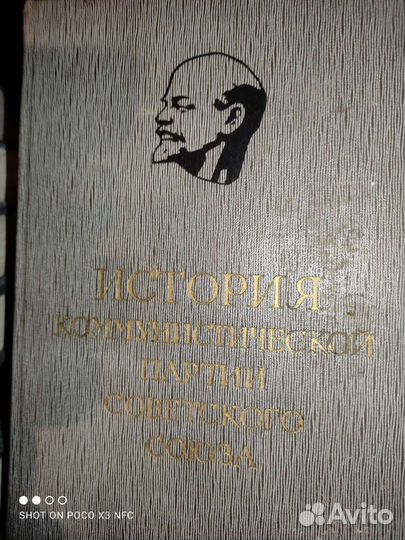 ИСТОРИЯ
КОММУНИСТИЧЕСКОЙ
ПАРТИИ
СОВЕТСКОГО
СОЮЗА
SHOT ON POCO X3 NFC
Avito